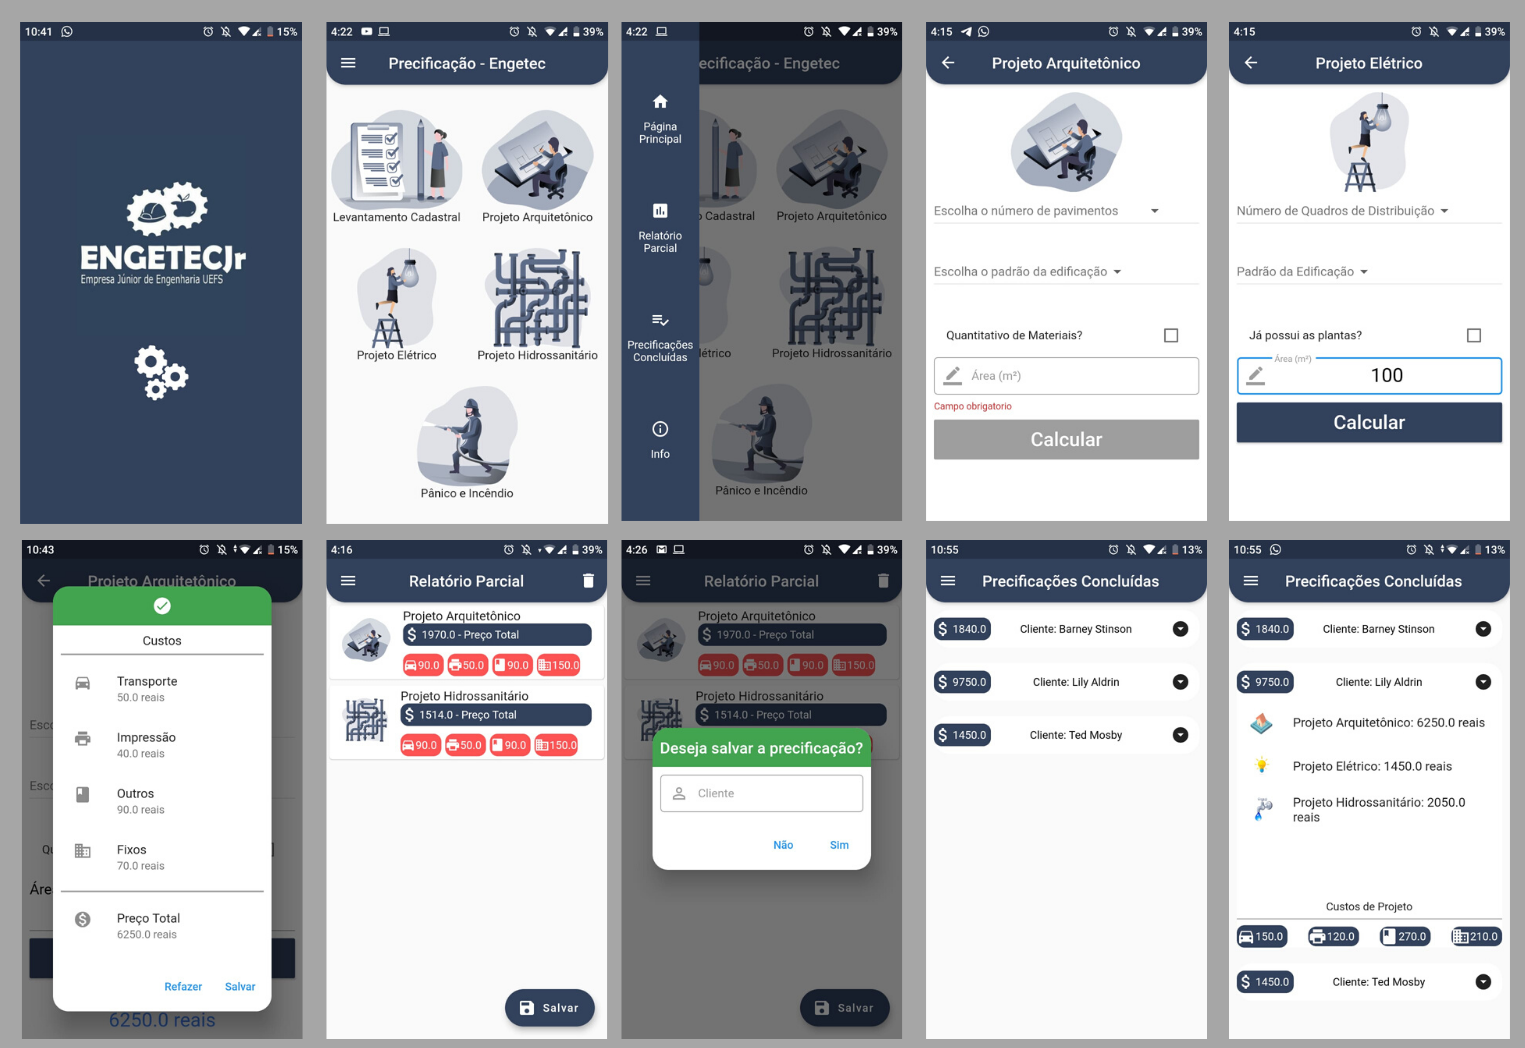 10:41
15%
ENGETECJr
Empresa Júnior de Engenharia UEFS
4:22
39%
Precificação - Engetec
Levantamento Cadastral
Projeto Arquitetônico
Projeto Elétrico
Projeto Hidrossanitário
Pânico e Incêndio
4:22
39%
ecificação - Engetec
Página
Principal
Relatório
Parcial
Precificações
Concluídas
Info
o Cadastral
Projeto Arquitetônico
létrico
Projeto Hidrossanitário
Pânico e Incêndio
4:15
39%
Projeto Arquitetônico
Escolha o número de pavimentos
Escolha o padrão da edificação
Quantitativo de Materiais?
Área (m²)
Campo obrigatorio
Calcular
4:15
39%
Projeto Elétrico
Número de Quadros de Distribuição
Padrão da Edificação
Já possui as plantas?
Área (m²)
100
Calcular
10:43
15%
Projeto Arquitetônico
Custos
Transporte
50.0 reais
Esco
Impressão
40.0 reais
Esco
Outros
90.0 reais
Qu
Fixos
70.0 reais
Áre
Preço Total
6250.0 reais
Refazer
Salvar
6250.0 reais
4:16
39%
Relatório Parcial
Projeto Arquitetônico
$ 1970.0 - Preço Total
90.0
50.0
90.0
150.0
Projeto Hidrossanitário
$ 1514.0 - Preço Total
90.0
50.0
90.0
150.0
Salvar
4:26
39%
Relatório Parcial
Projeto Arquitetônico
$ 1970.0 - Preço Total
90.0
50.0
90.0
150.0
Projeto Hidrossanitário
$ 1514.0 - Preço Total
Deseja salvar a precificação?
Cliente
Não
Sim
Salvar
10:55
13%
Precificações Concluídas
$ 1840.0
Cliente: Barney Stinson
$ 9750.0
Cliente: Lily Aldrin
$ 1450.0
Cliente: Ted Mosby
10:55
13%
Precificações Concluídas
$ 1840.0
Cliente: Barney Stinson
$ 9750.0
Cliente: Lily Aldrin
Projeto Arquitetônico: 6250.0 reais
Projeto Elétrico: 1450.0 reais
Projeto Hidrossanitário: 2050.0
reais
Custos de Projeto
150.0
120.0
270.0
210.0
$ 1450.0
Cliente: Ted Mosby